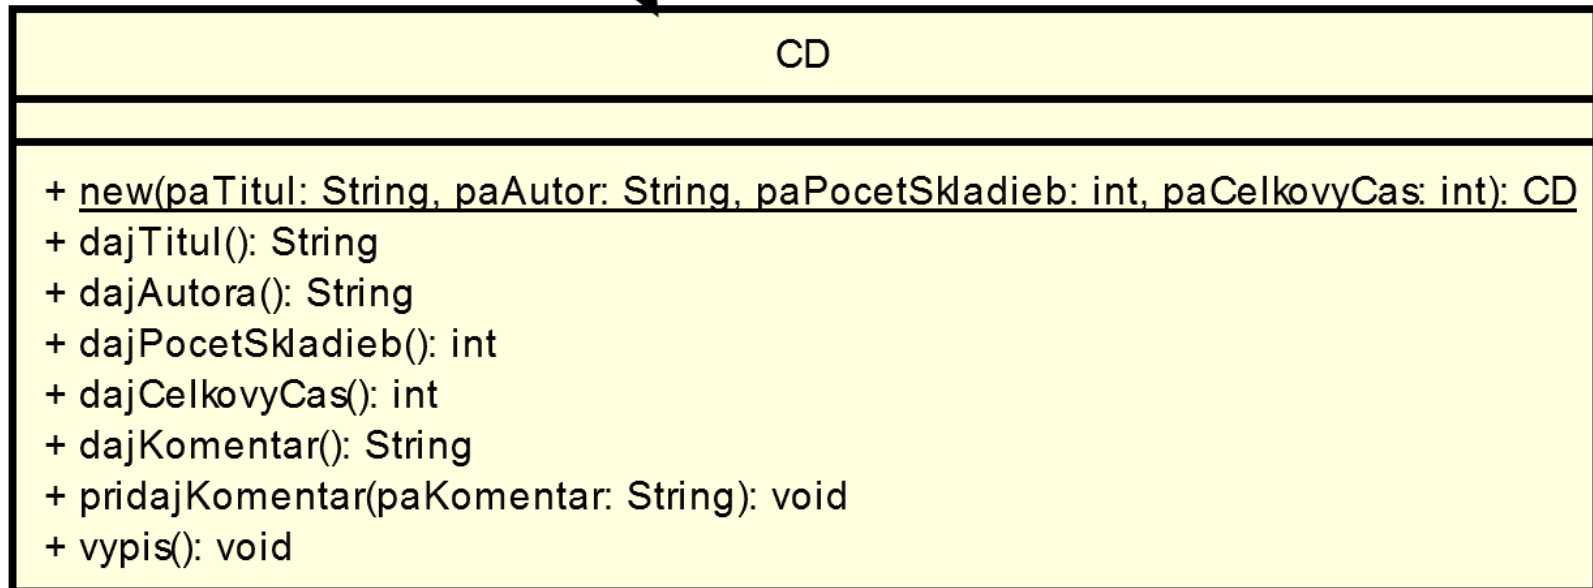 CD
+ new(paTitul: String, paAutor: String, paPocetSkladieb: int, paCelkovyCas: int): CD
+ dajTitul(): String
+ dajAutora(): String
+ dajPocetSkladieb(): int
+ dajCelkovyCas(): int
+ dajKomentar(): String
+ pridajKomentar(paKomentar: String): void
+ vypis(): void